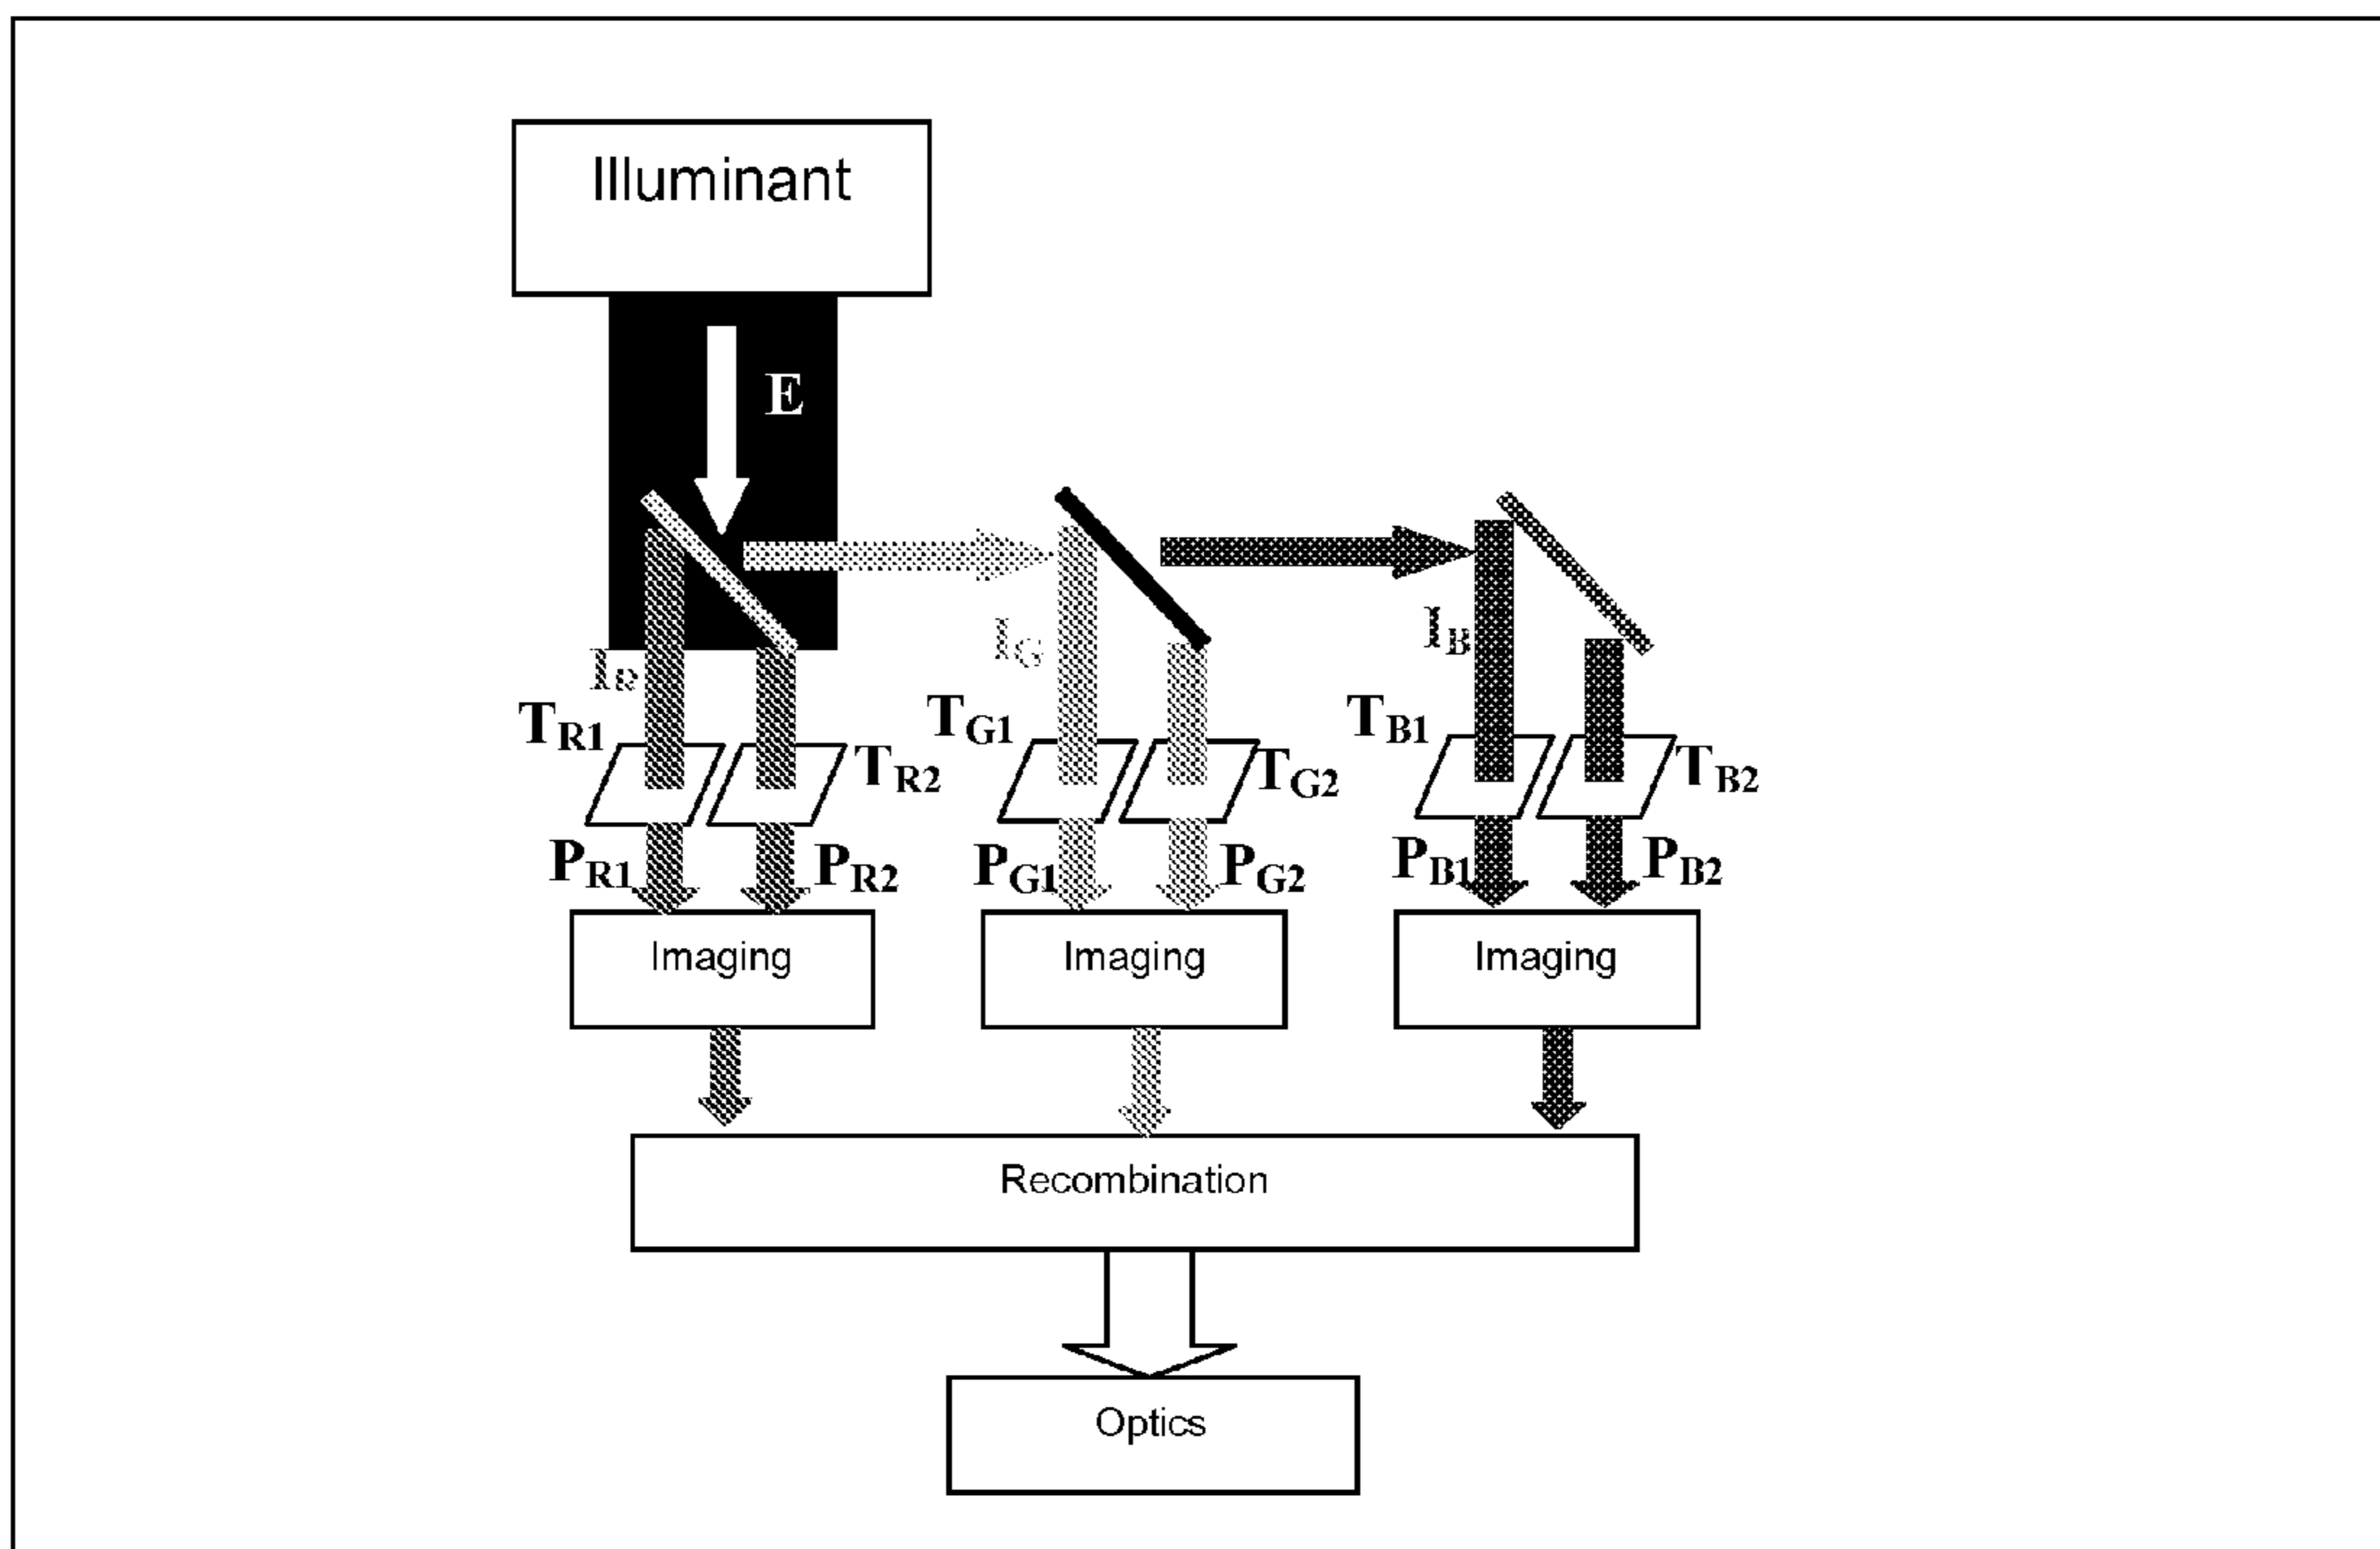 Illuminant
E
I_R
I_G
I_B
T_R1
T_R2
T_G1
T_G2
T_B1
T_B2
P_R1
P_R2
P_G1
P_G2
P_B1
P_B2
Imaging
Imaging
Imaging
Recombination
Optics